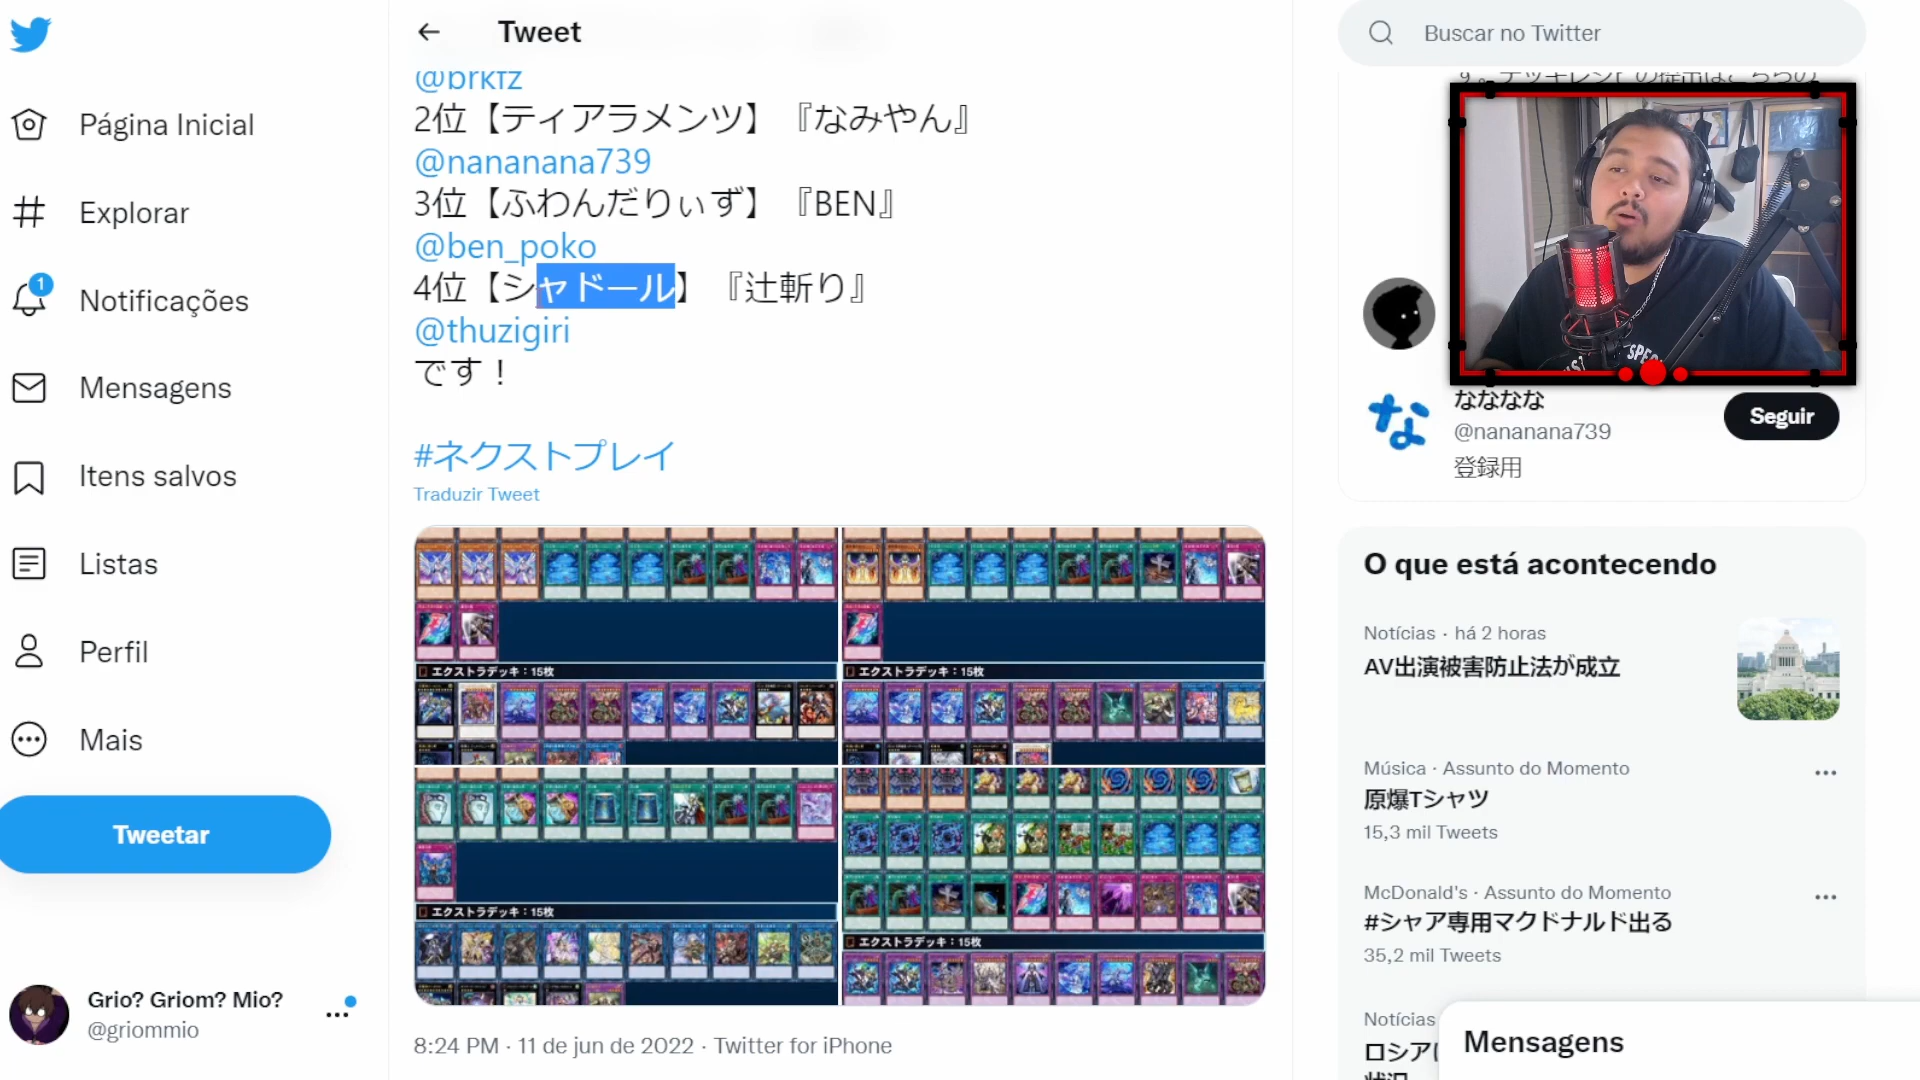 Tweet
Buscar no Twitter
Página Inicial
Explorar
1
Notificações
Mensagens
Itens salvos
Listas
Perfil
Mais
Tweetar
Grio? Griom? Mio?
@griommio
@brkfz
2位【ティアラメンツ】『なみやん』
@nananana739
3位【ふわんだりぃず】『BEN』
@ben_poko
4位【シャドール】『辻斬り』
@thuzigiri
です！
#ネクストプレイ
Traduzir Tweet
エクストラデッキ：15枚
エクストラデッキ：15枚
エクストラデッキ：15枚
エクストラデッキ：15枚
8:24 PM · 11 de jun de 2022 · Twitter for iPhone
な
なななな
@nananana739
Seguir
登録用
O que está acontecendo
Notícias · há 2 horas
AV出演被害防止法が成立
Música · Assunto do Momento
原爆Tシャツ
15,3 mil Tweets
McDonald's · Assunto do Momento
#シャア専用マクドナルド出る
35,2 mil Tweets
Notícias
Mensagens